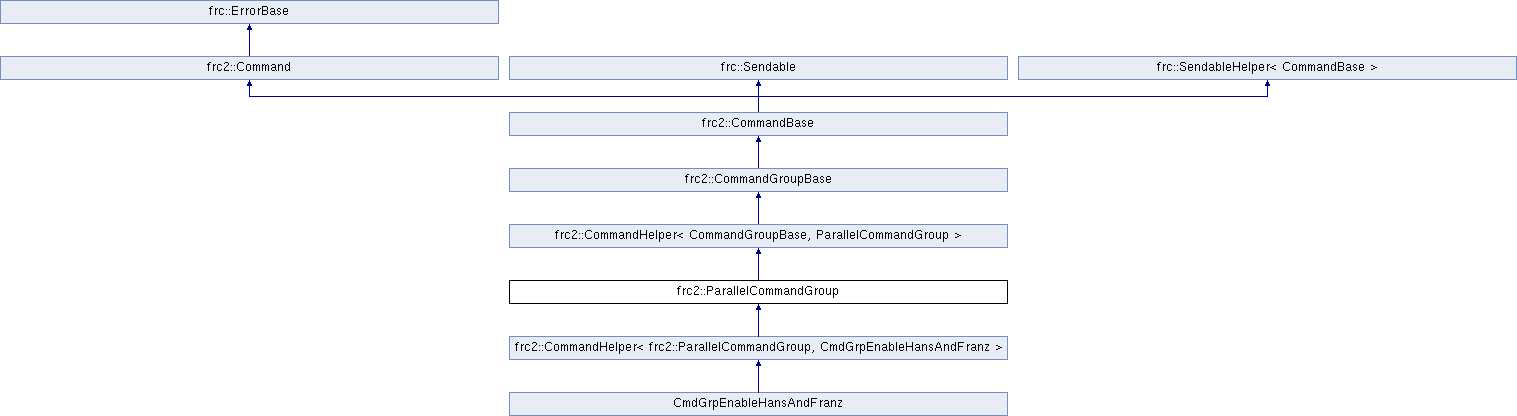 frc::ErrorBase
frc2::Command
frc::Sendable
frc::SendableHelper< CommandBase >
frc2::CommandBase
frc2::CommandGroupBase
frc2::CommandHelper< CommandGroupBase, ParallelCommandGroup >
frc2::ParallelCommandGroup
frc2::CommandHelper< frc2::ParallelCommandGroup, CmdGrpEnableHansAndFranz >
CmdGrpEnableHansAndFranz